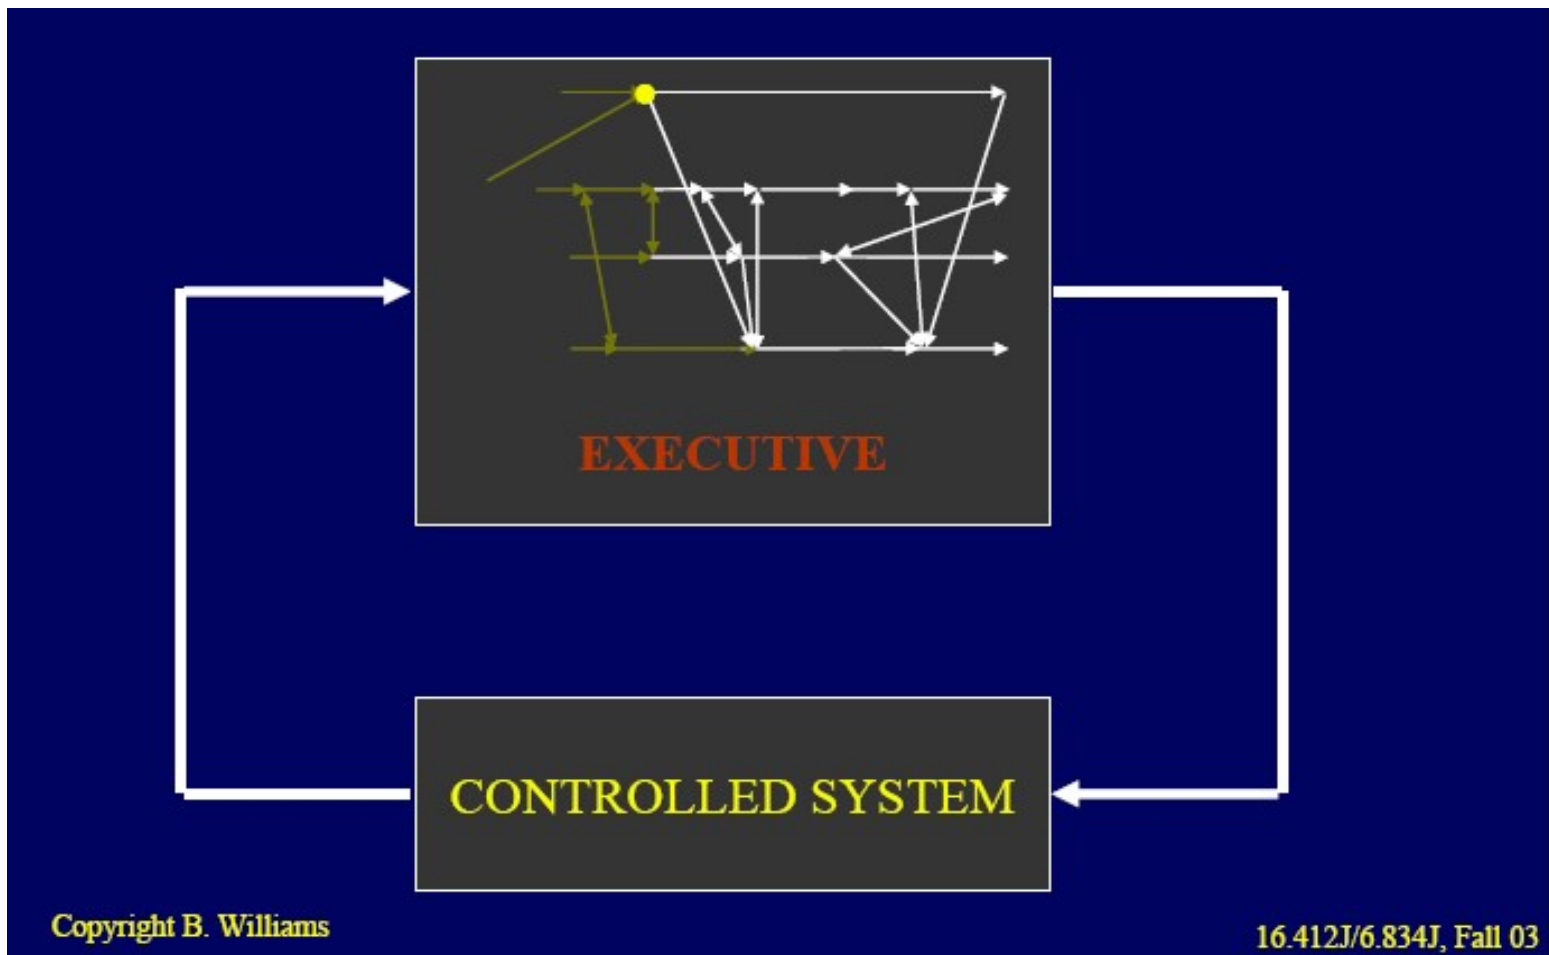 EXECUTIVE
CONTROLLED SYSTEM
Copyright B. Williams
16.412J/6.834J, Fall 03